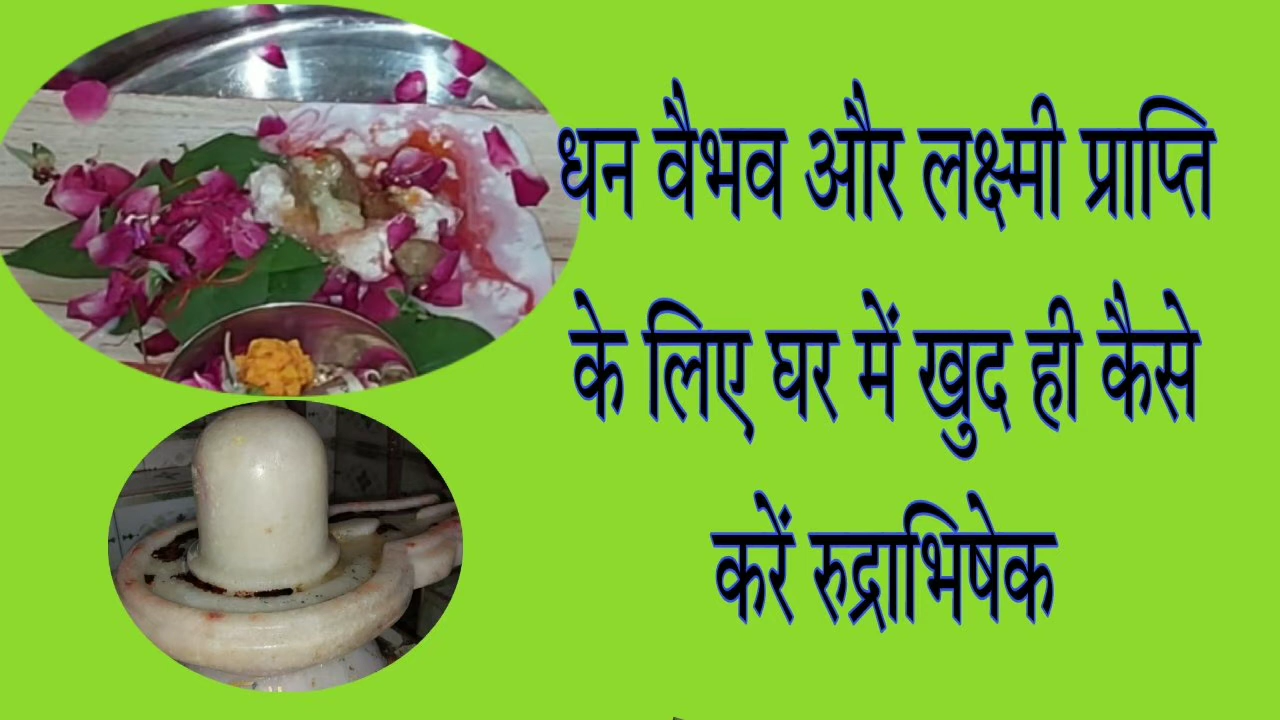 धन वैभव और लक्ष्मी प्राप्ति
के लिए घर में खुद ही कैसे
करें रुद्राभिषेक